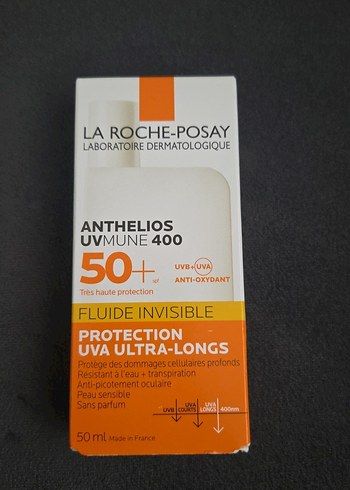 LA ROCHE-POSAY
LABORATOIRE DERMATOLOGIQUE
ANTHELIOS
UVMUNE 400
50+ SPF
UVB+UVA
ANTI-OXYDANT
Très haute protection
FLUIDE INVISIBLE
PROTECTION
UVA ULTRA-LONGS
Protège des dommages cellulaires profonds
Résistant à l'eau + transpiration
Anti-picotement oculaire
Peau sensible
Sans parfum
UVB
UVA COURTS
UVA LONGS
400nm
50 ml Made in France